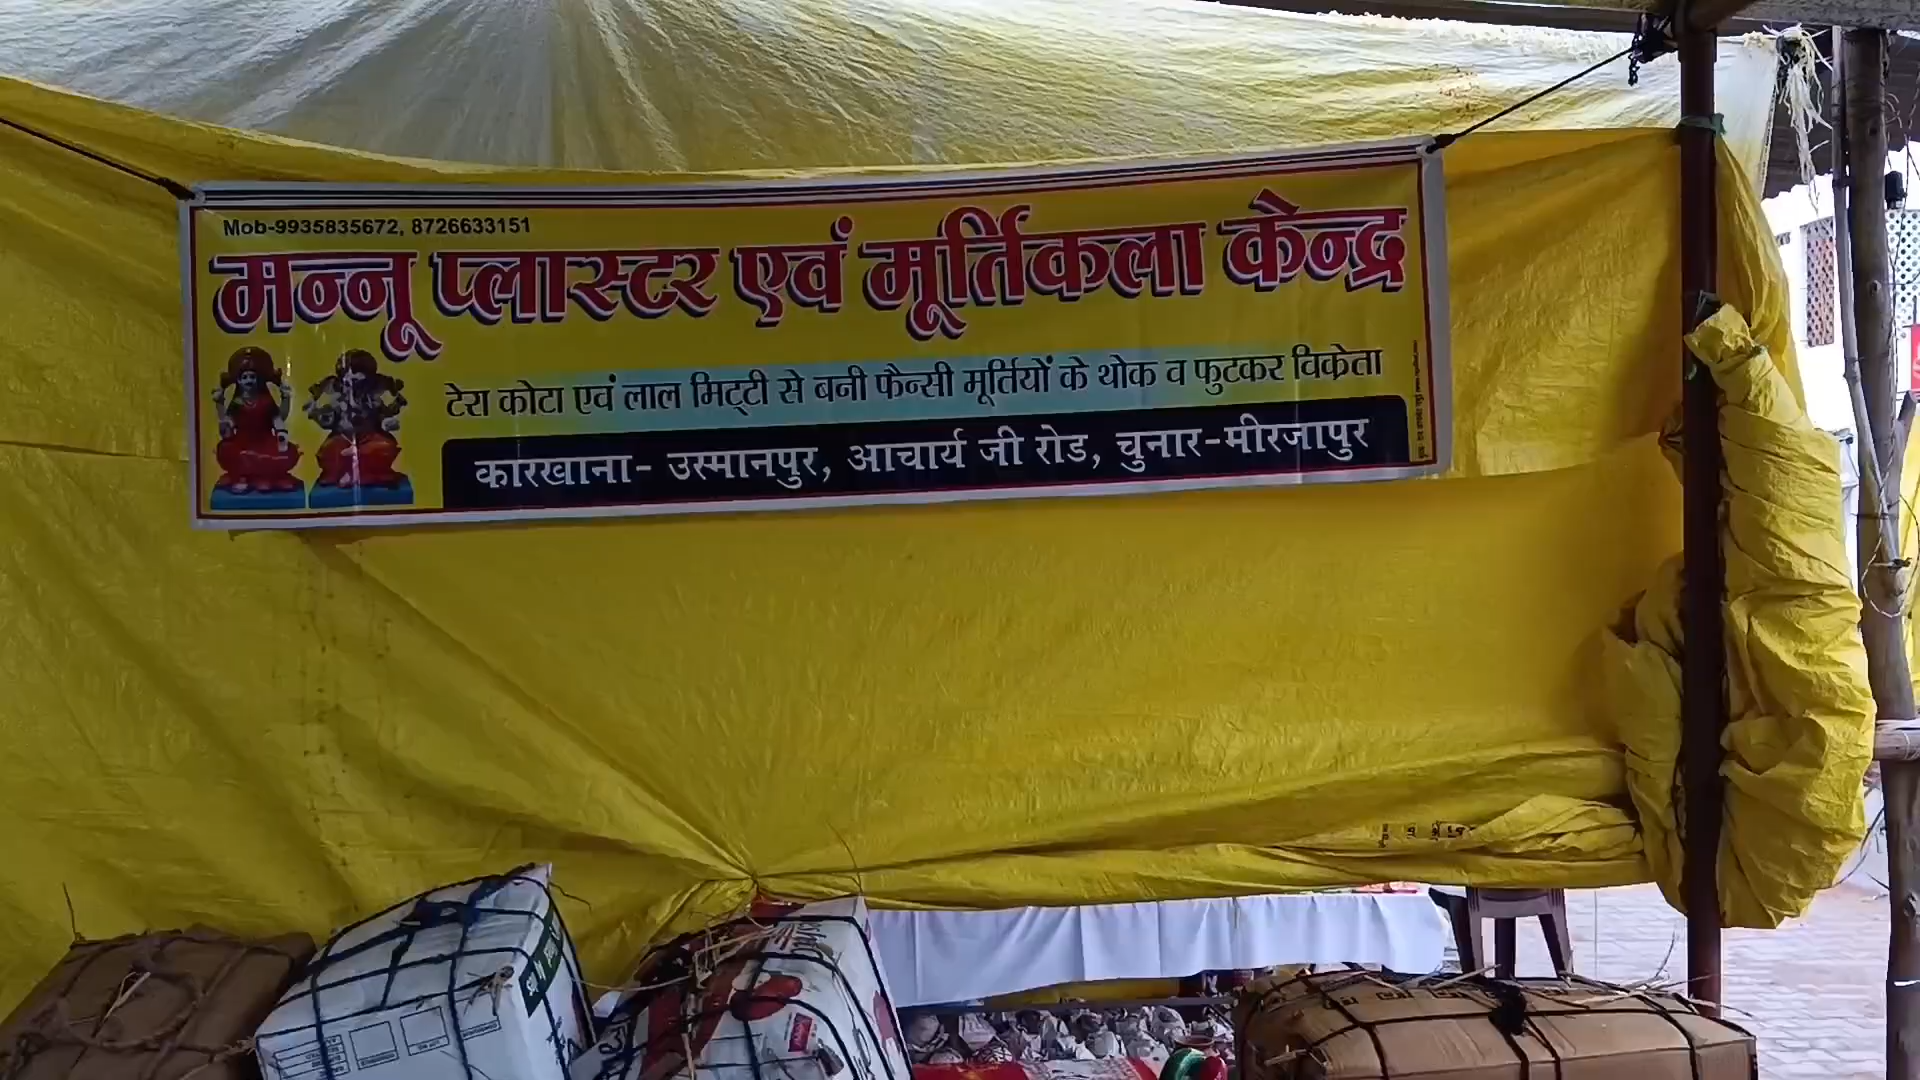 Mob-9935835672, 8726633151
मन्नू प्लास्टर एवं मूर्तिकला केन्द्र
टेरा कोटा एवं लाल मिट्टी से बनी फैन्सी मूर्तियों के थोक व फुटकर विक्रेता
कारखाना- उस्मानपुर, आचार्य जी रोड, चुनार-मीरजापुर